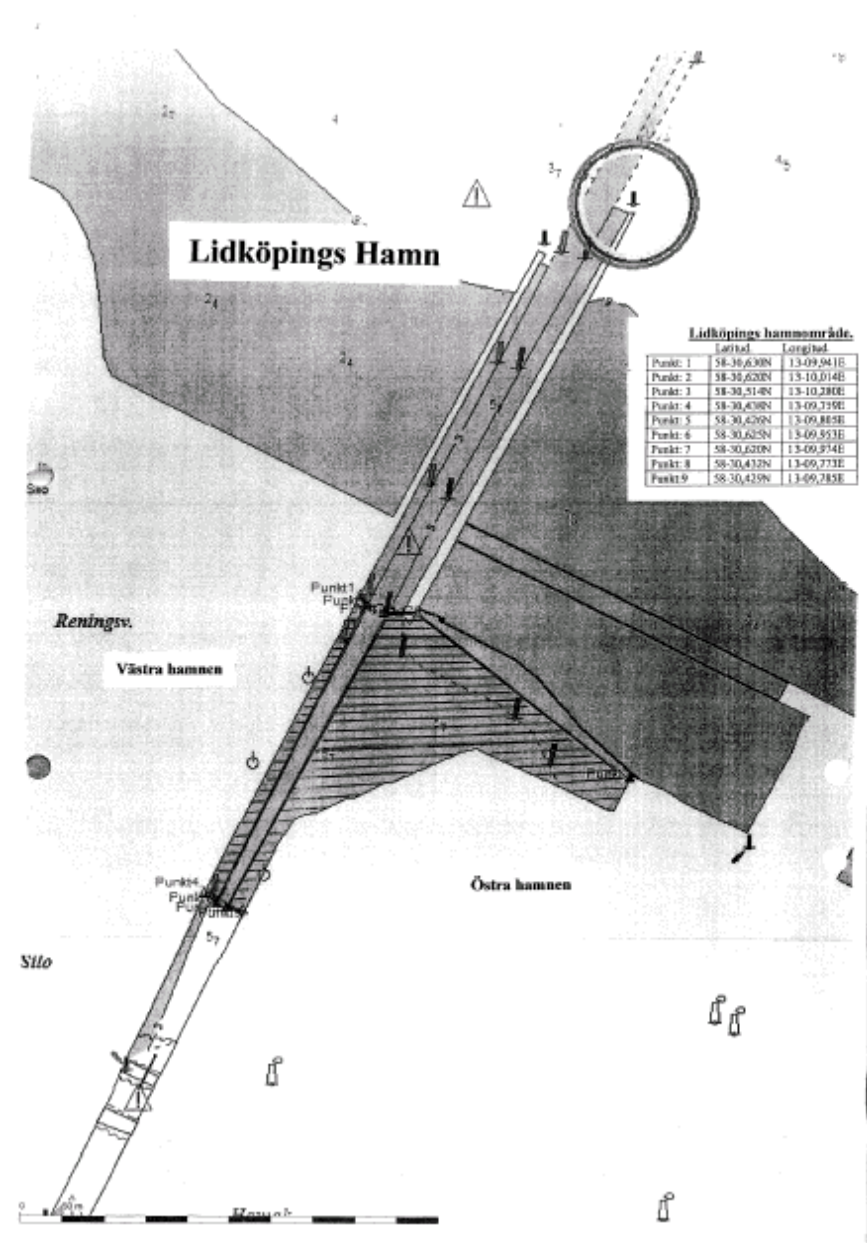 Lidköpings Hamn
Lidköpings hamnområde.
Latitud. Longitud.
Punkt: 1 58-30,630N 13-09,941E
Punkt: 2 58-30,620N 13-10,014E
Punkt: 3 58-30,514N 13-10,280E
Punkt: 4 58-30,438N 13-09,759E
Punkt: 5 58-30,426N 13-09,805E
Punkt: 6 58-30,625N 13-09,953E
Punkt: 7 58-30,620N 13-09,974E
Punkt: 8 58-30,432N 13-09,773E
Punkt:9 58-30,429N 13-09,785E
Silo
Punkt1
Reningsv.
Västra hamnen
Punkt4
Östra hamnen
Silo